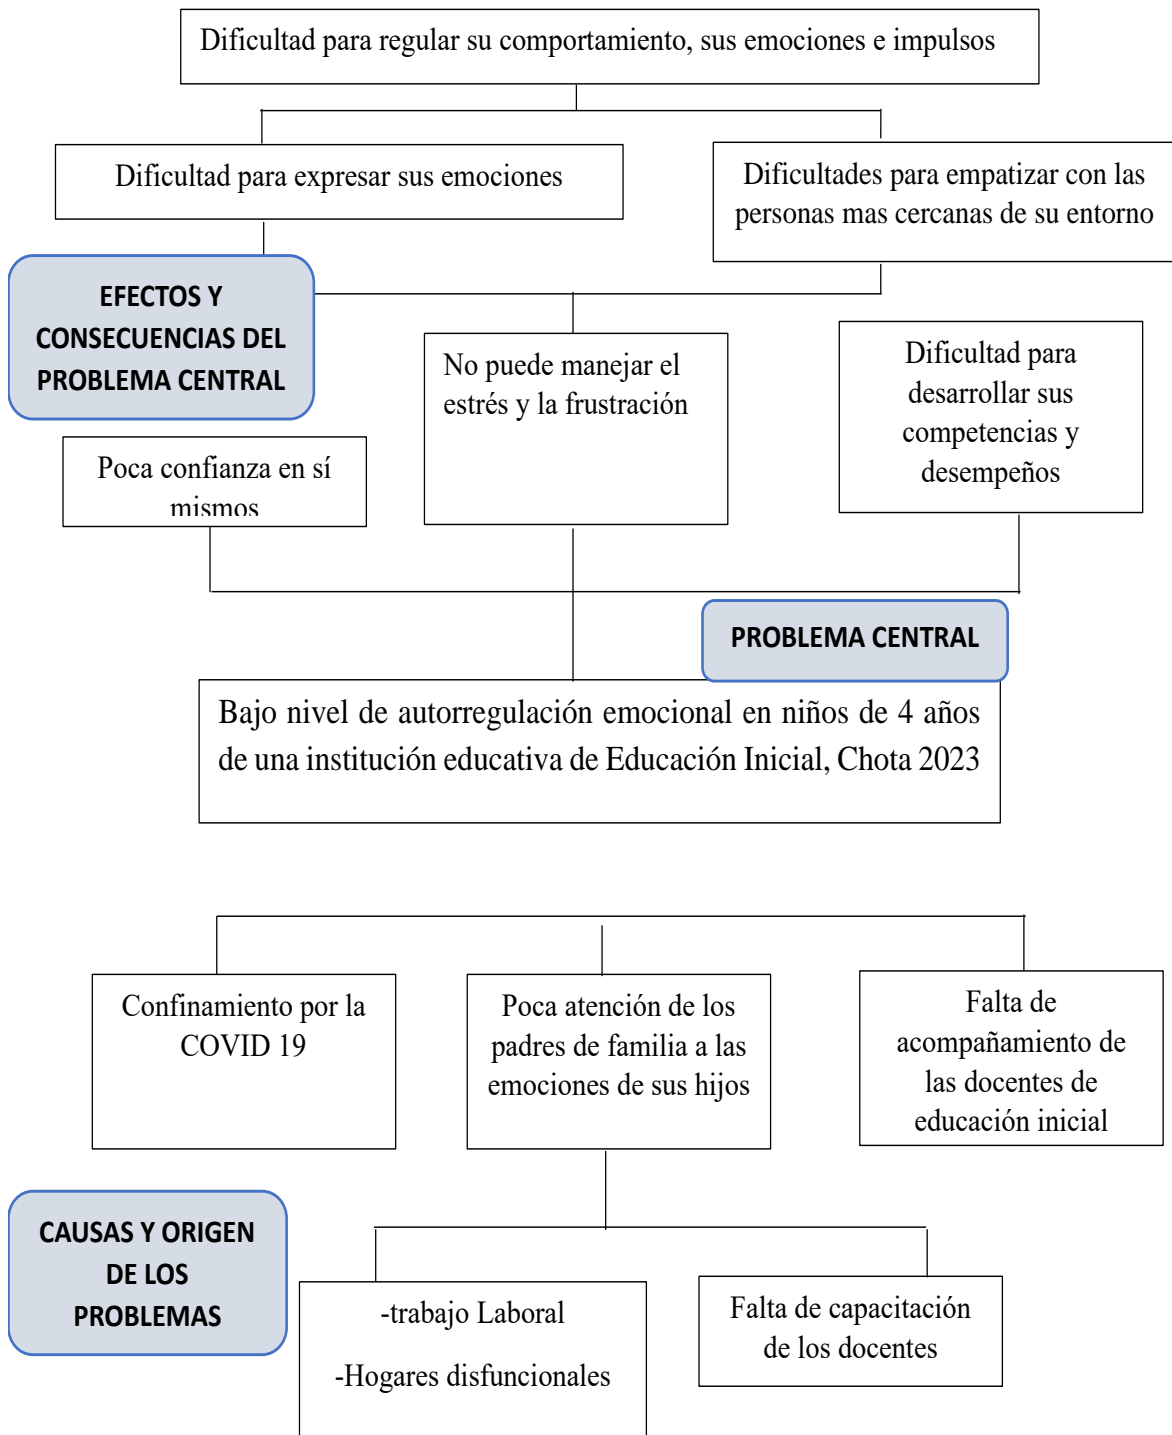 Dificultad para regular su comportamiento, sus emociones e impulsos
Dificultad para expresar sus emociones
Dificultades para empatizar con las
personas mas cercanas de su entorno
EFECTOS Y
CONSECUENCIAS DEL
PROBLEMA CENTRAL
No puede manejar el
estrés y la frustración
Dificultad para
desarrollar sus
competencias y
desempeños
Poca confianza en sí
mismos
PROBLEMA CENTRAL
Bajo nivel de autorregulación emocional en niños de 4 años
de una institución educativa de Educación Inicial, Chota 2023
Confinamiento por la
COVID 19
Poca atención de los
padres de familia a las
emociones de sus hijos
Falta de
acompañamiento de
las docentes de
educación inicial
CAUSAS Y ORIGEN
DE LOS
PROBLEMAS
-trabajo Laboral
-Hogares disfuncionales
Falta de capacitación
de los docentes